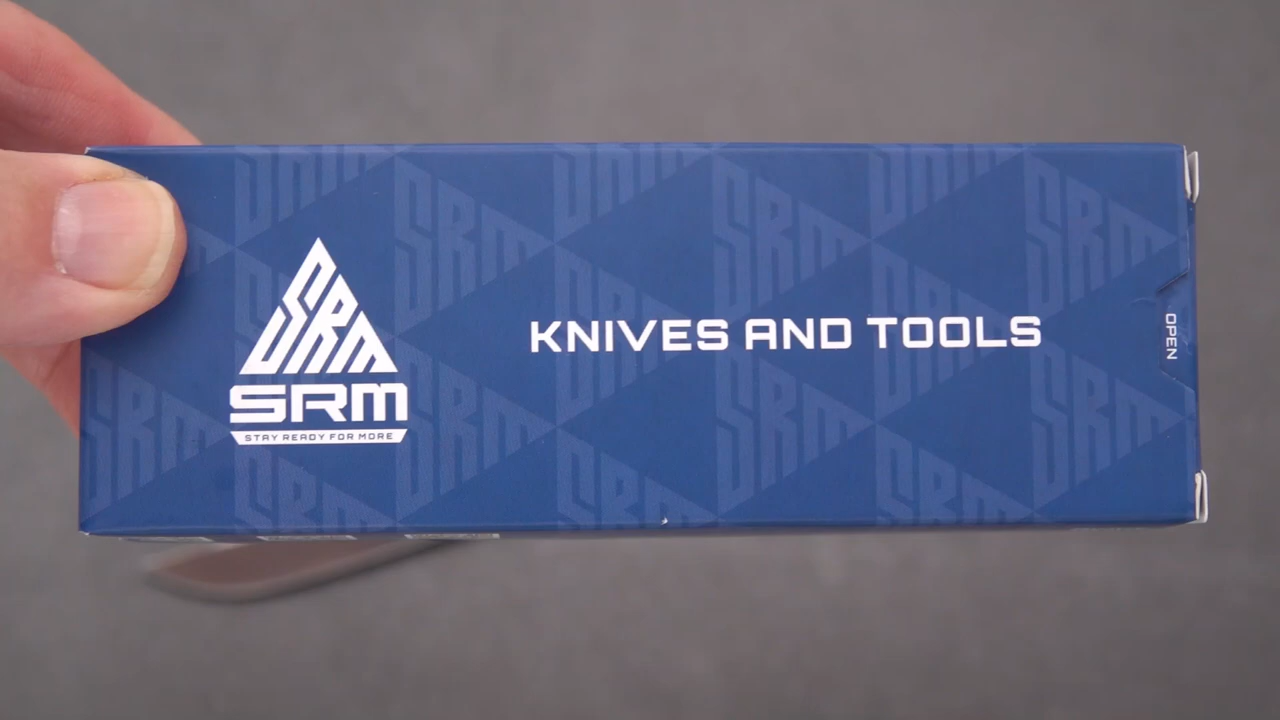 SRM
SRM
STAY READY FOR MORE
KNIVES AND TOOLS
OPEN